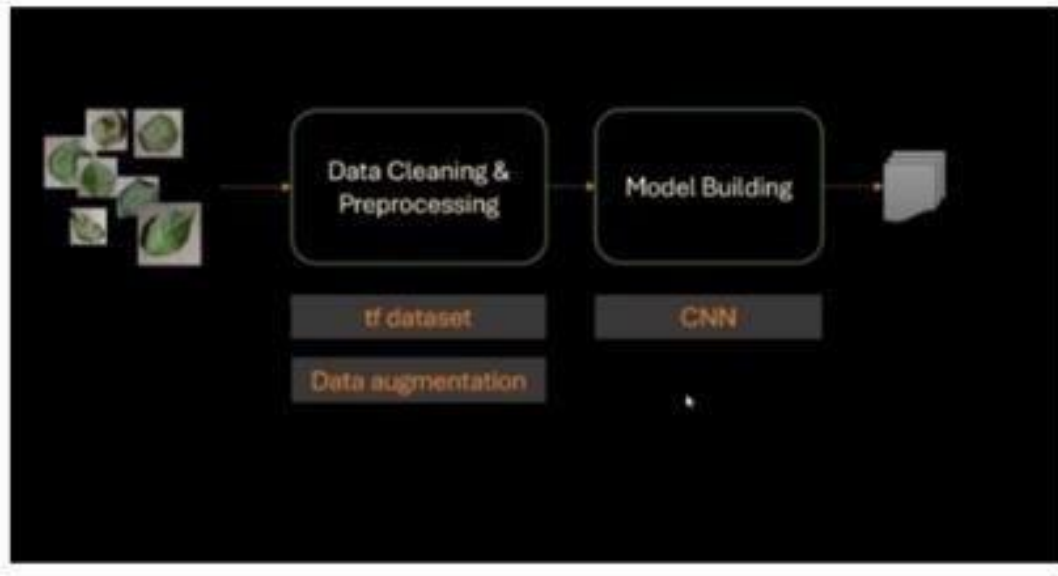 Data Cleaning &
Preprocessing
Model Building
tf dataset
CNN
Data augmentation